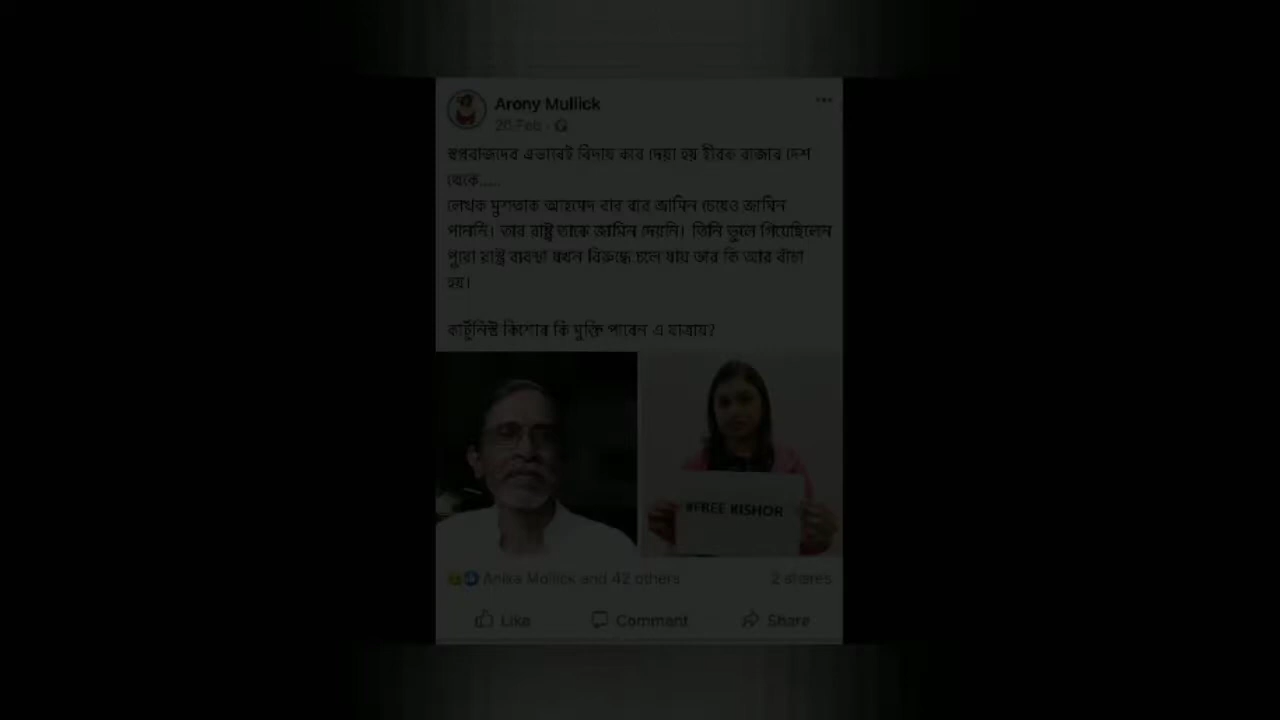 Arony Mullick
26 Feb
স্বপ্নবাজদের এভাবেই বিদায় করে দেয়া হয় হীরক রাজার দেশ
থেকে.....
লেখক মুশতাক আহমেদ বার বার জামিন চেয়েও জামিন
পাননি। তার রাষ্ট্র তাকে জামিন দেয়নি। তিনি ভুলে গিয়েছিলেন
পুরো রাষ্ট্র ব্যবস্থা যখন বিরুদ্ধে চলে যায় তার কি আর বাঁচা
হয়।
কার্টুনিস্ট কিশোর কি মুক্তি পাবেন এ যাত্রায়?
#FREE KISHOR
Anika Mollick and 42 others
2 shares
Like
Comment
Share